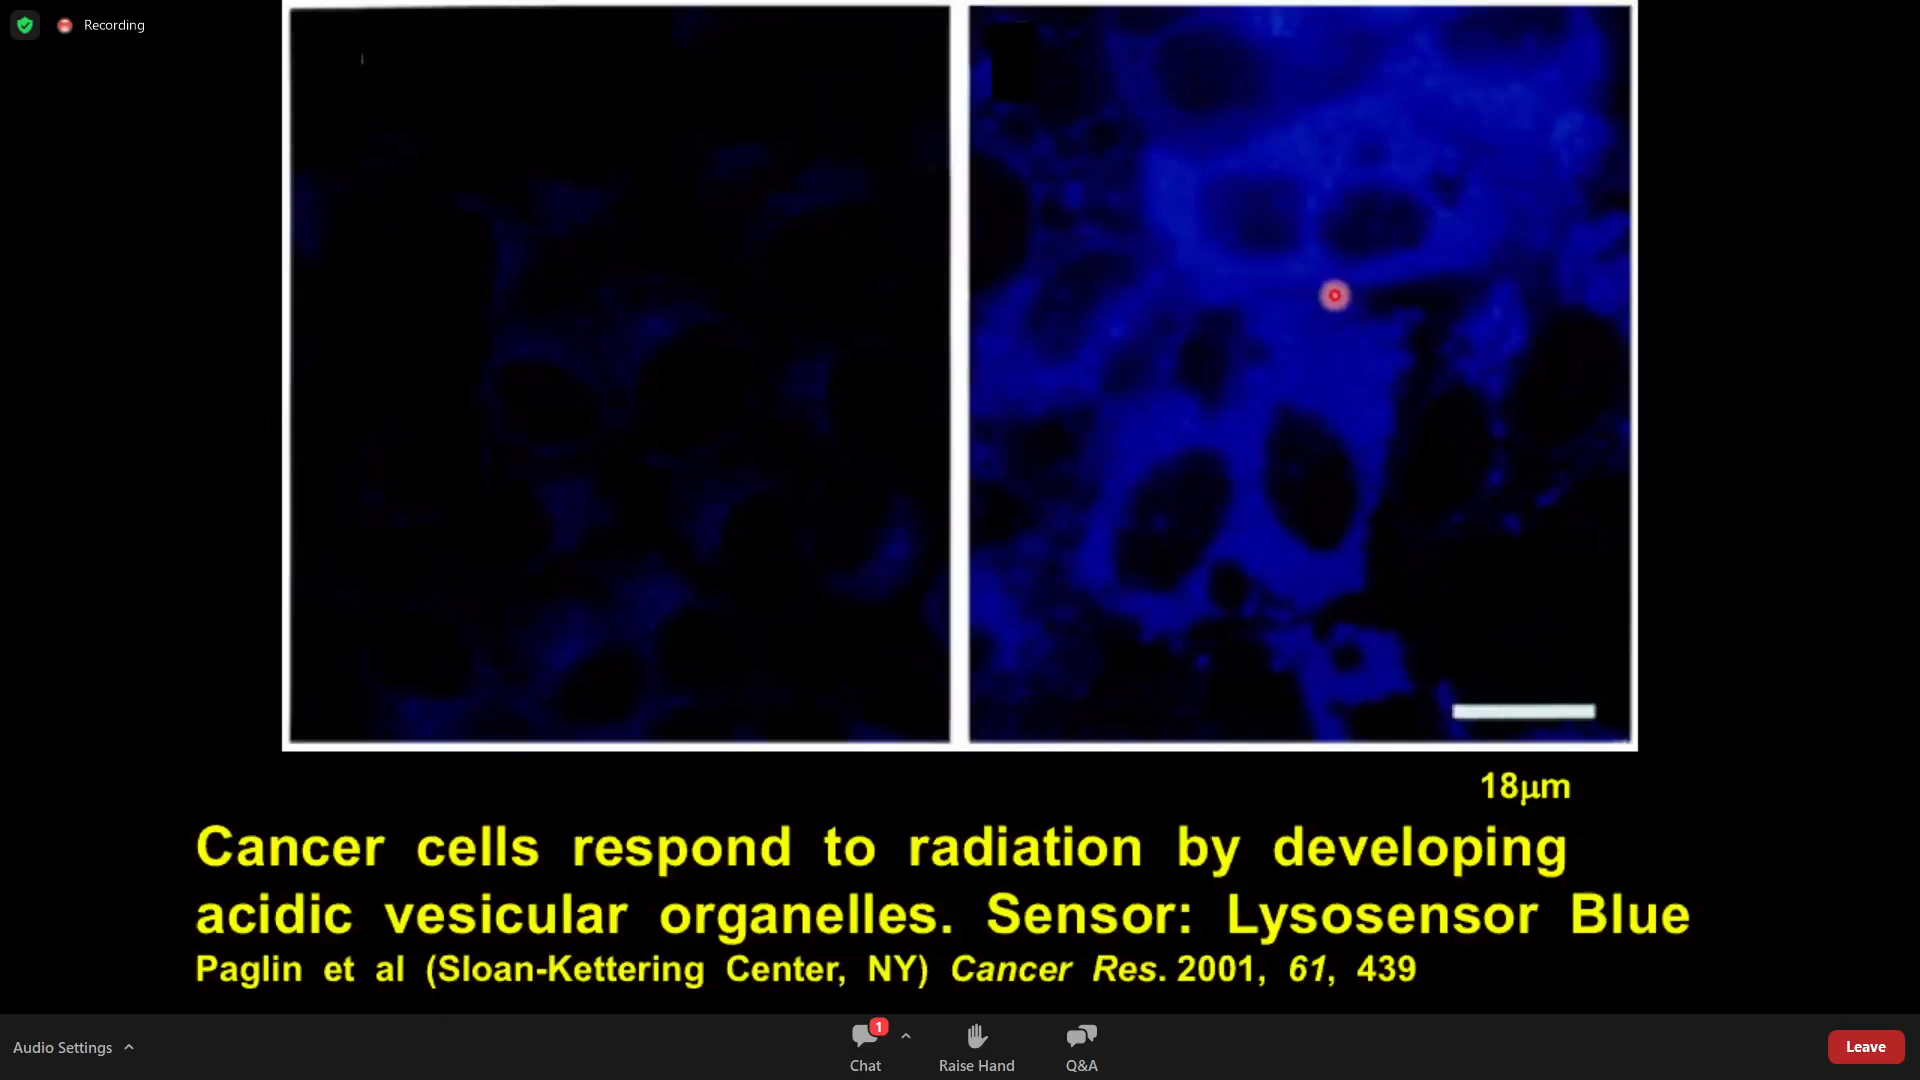 Recording
18μm
Cancer cells respond to radiation by developing
acidic vesicular organelles. Sensor: Lysosensor Blue
Paglin et al (Sloan-Kettering Center, NY) Cancer Res. 2001, 61, 439
Audio Settings
1
Chat
Raise Hand
Q&A
Leave